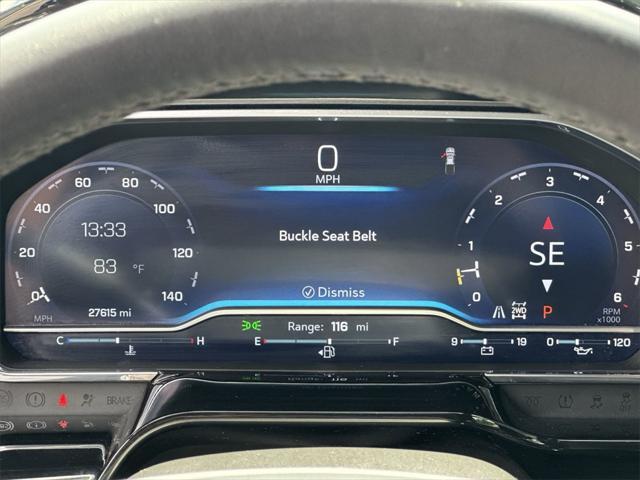 0
MPH
60 80
40 100
20 120
0 140
13:33
83 °F
27615 mi
MPH
Buckle Seat Belt
Dismiss
3
2 4
1 5
0 6
SE
2WD P
RPM
x1000
Range: 116 mi
C H E F 9 19 0 120
BRAKE